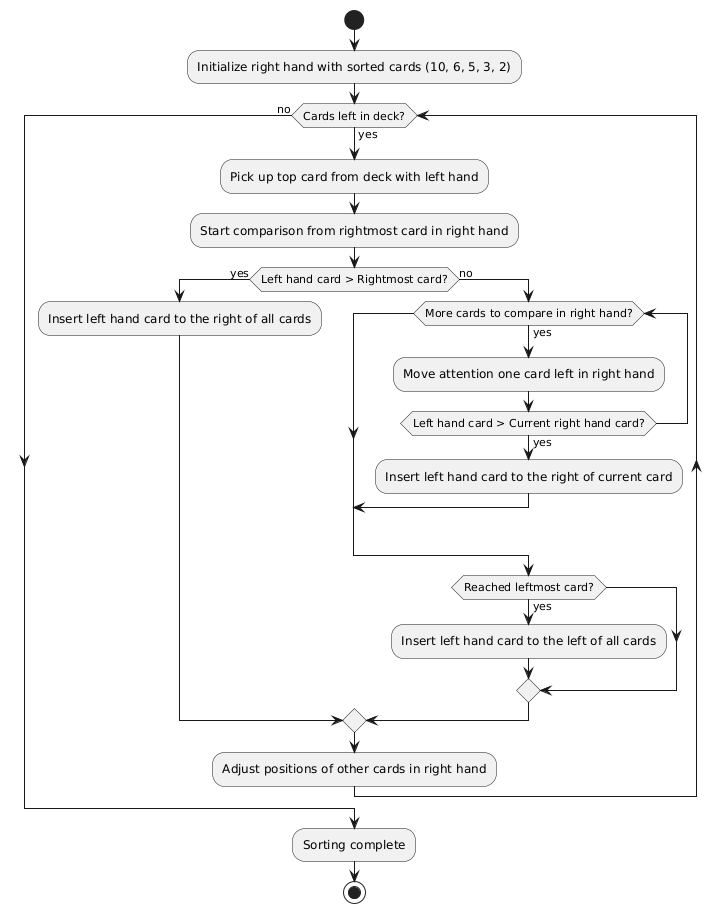 Initialize right hand with sorted cards (10, 6, 5, 3, 2)
no
Cards left in deck?
yes
Pick up top card from deck with left hand
Start comparison from rightmost card in right hand
yes
Left hand card > Rightmost card?
no
Insert left hand card to the right of all cards
More cards to compare in right hand?
yes
Move attention one card left in right hand
Left hand card > Current right hand card?
yes
Insert left hand card to the right of current card
Reached leftmost card?
yes
Insert left hand card to the left of all cards
Adjust positions of other cards in right hand
Sorting complete